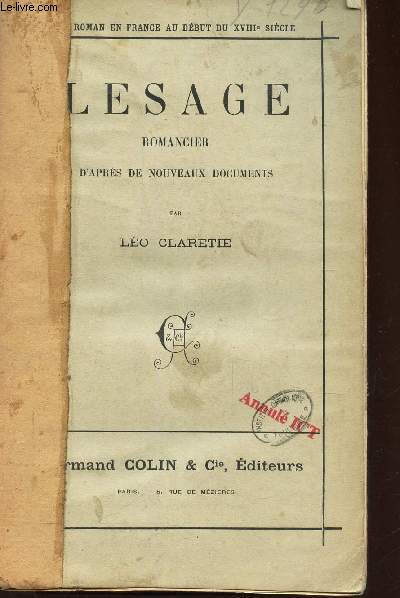 Le-livre.com
ROMAN EN FRANCE AU DÉBUT DU XVIIIe SIÈCLE
LESAGE
ROMANCIER
D'APRÈS DE NOUVEAUX DOCUMENTS
PAR
LÉO CLARETIE
Annulé ICT
rmand COLIN & Cie, Éditeurs
PARIS, 5, RUE DE MÉZIÈRES